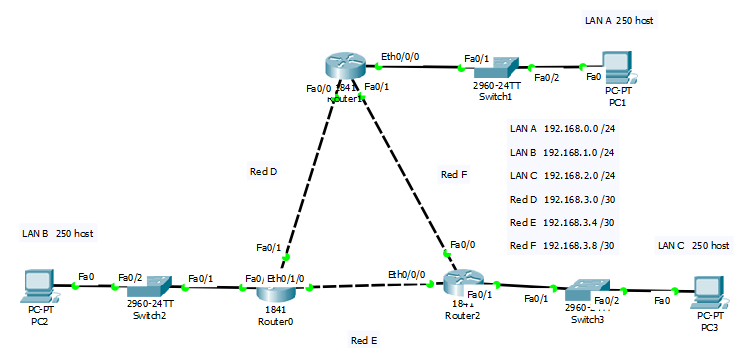 LAN A 250 host
Eth0/0/0
Fa0/1
Fa0/2
Fa0
Fa0/0
Fa0/1
1841
Router1
2960-24TT
Switch1
PC-PT
PC1
LAN A 192.168.0.0 /24
LAN B 192.168.1.0 /24
LAN C 192.168.2.0 /24
Red D 192.168.3.0 /30
Red E 192.168.3.4 /30
Red F 192.168.3.8 /30
Red D
Red F
LAN B 250 host
Fa0/1
Fa0/0
LAN C 250 host
Fa0
Fa0/2
Fa0/1
Fa0/
Eth0/1/0
Eth0/0/0
Fa0/1
Fa0/1
Fa0/2
Fa0
PC-PT
PC2
2960-24TT
Switch2
1841
Router0
1841
Router2
2960-
Switch3
PC-PT
PC3
Red E